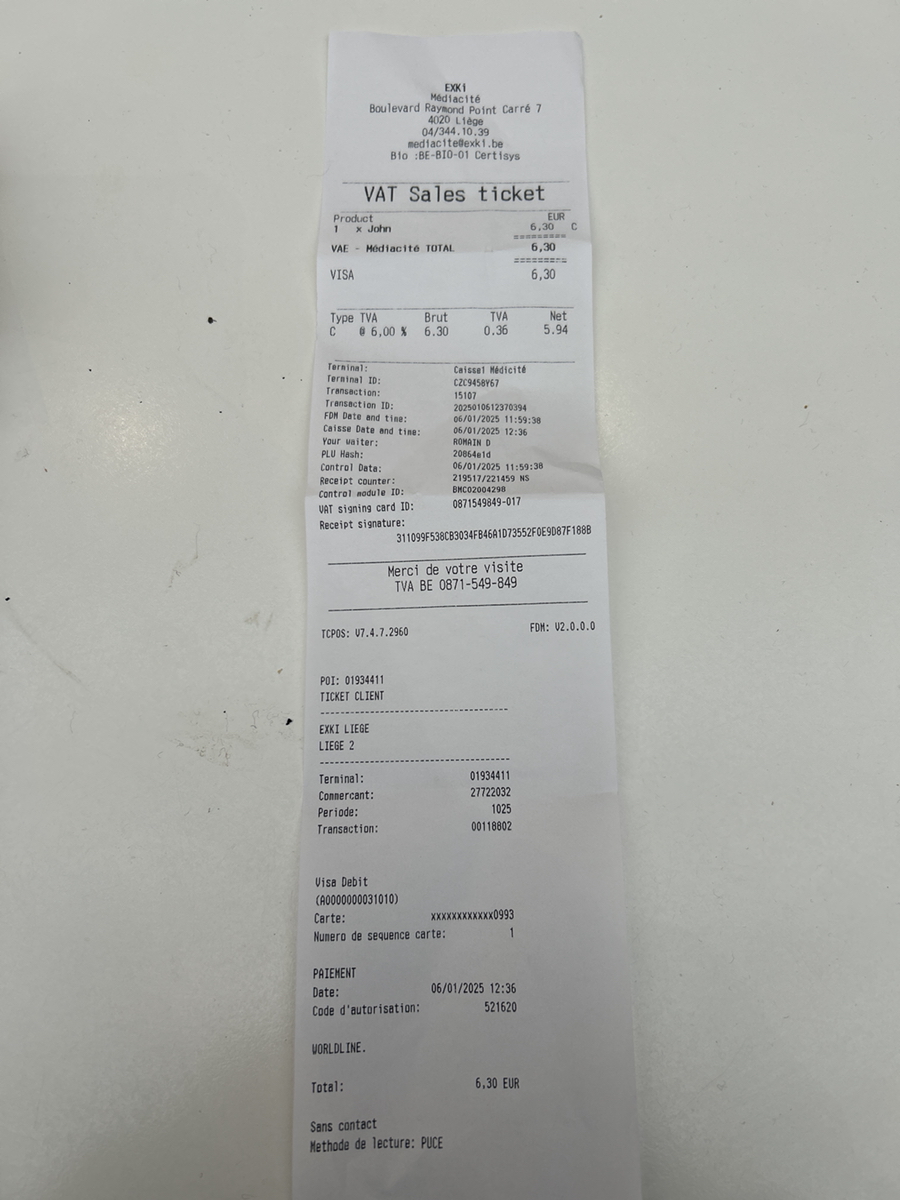 EXKi
Médiacité
Boulevard Raymond Point Carré 7
4020 Liège
04/344.10.39
mediacite@exki.be
Bio :BE-BIO-01 Certisys
VAT Sales ticket
Product EUR
1 x John 6,30 C
=========
VAE - Médiacité TOTAL 6,30
=========
VISA 6,30
Type TVA Brut TVA Net
C @ 6,00 % 6.30 0.36 5.94
Terminal: Caisse1 Médicité
Terminal ID: CZC9458Y67
Transaction: 15107
Transaction ID: 2025010612370394
FDM Date and time: 06/01/2025 11:59:38
Caisse Date and time: 06/01/2025 12:36
Your waiter: ROMAIN D
PLU Hash: 20864e1d
Control Data: 06/01/2025 11:59:38
Receipt counter: 219517/221459 NS
Control module ID: BMC02004298
VAT signing card ID: 0871549849-017
Receipt signature:
311099F538CB3034FB46A1D73552F0E9D87F188B
Merci de votre visite
TVA BE 0871-549-849
TCPOS: V7.4.7.2960 FDM: V2.0.0.0
POI: 01934411
TICKET CLIENT
--------------------------------
EXKI LIEGE
LIEGE 2
--------------------------------
Terminal: 01934411
Commercant: 27722032
Periode: 1025
Transaction: 00118802
Visa Debit
(A0000000031010)
Carte: xxxxxxxxxxxx0993
Numero de sequence carte: 1
PAIEMENT
Date: 06/01/2025 12:36
Code d'autorisation: 521620
WORLDLINE.
Total: 6,30 EUR
Sans contact
Methode de lecture: PUCE